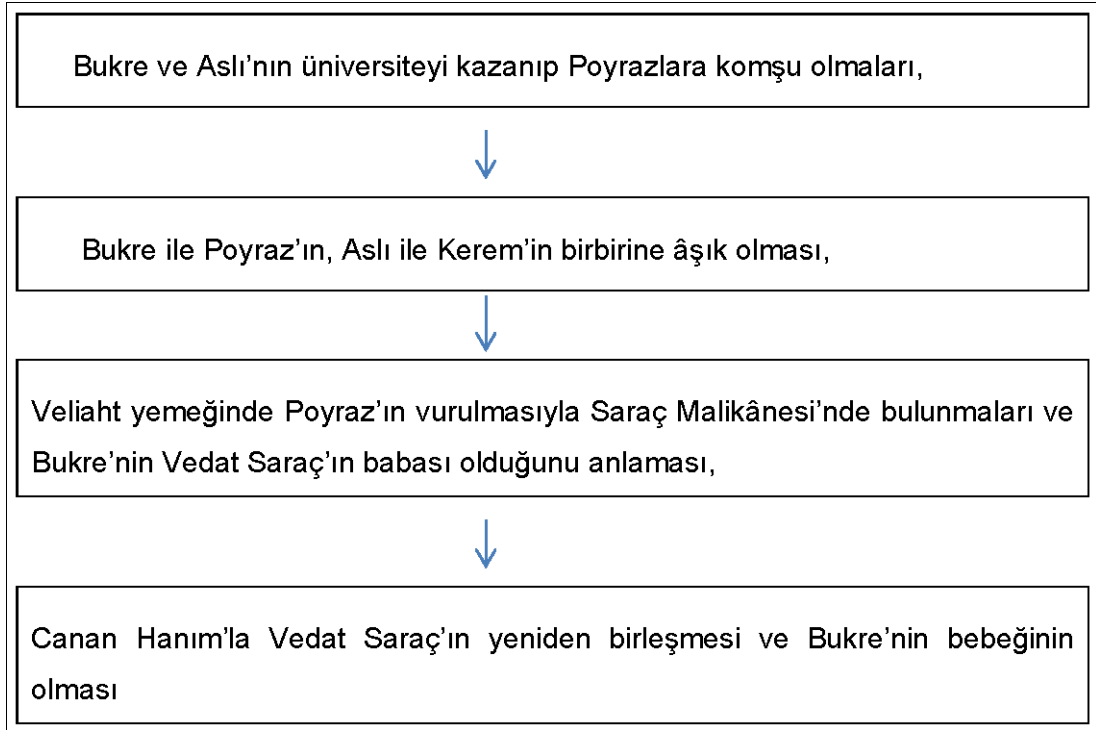 Bukre ve Aslı’nın üniversiteyi kazanıp Poyrazlara komşu olmaları,
Bukre ile Poyraz’ın, Aslı ile Kerem’in birbirine âşık olması,
Veliaht yemeğinde Poyraz’ın vurulmasıyla Saraç Malikânesi’nde bulunmaları ve
Bukre’nin Vedat Saraç’ın babası olduğunu anlaması,
Canan Hanım’la Vedat Saraç’ın yeniden birleşmesi ve Bukre’nin bebeğinin
olması